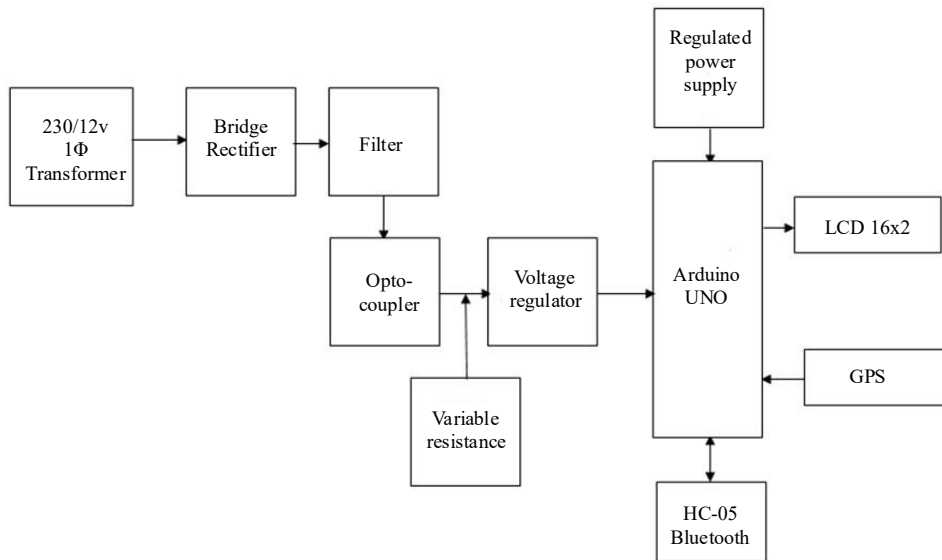 Regulated
power
supply
230/12v
1Φ
Transformer
Bridge
Rectifier
Filter
LCD 16x2
Opto-
coupler
Voltage
regulator
Arduino
UNO
GPS
Variable
resistance
HC-05
Bluetooth